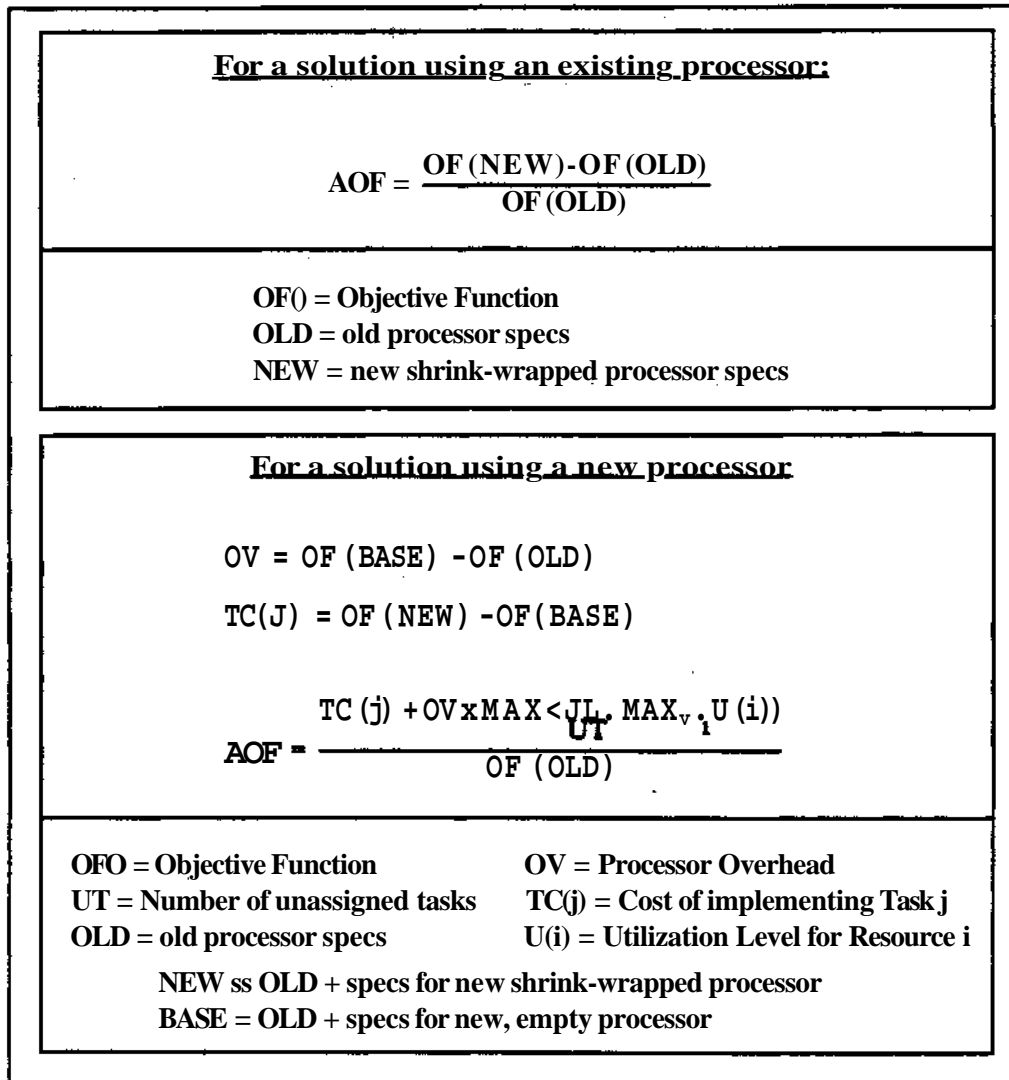 For a solution using an existing processor:
AOF = OF (NEW)-OF (OLD)
OF (OLD)
OF() = Objective Function
OLD = old processor specs
NEW = new shrink-wrapped processor specs
For a solution using a new processor
OV = OF (BASE) -OF (OLD)
TC(J) = OF (NEW) -OF(BASE)
TC (j) +OVxMAX<JL. MAXv.U (i))
UT i
AOF = OF (OLD)
OFO = Objective Function OV = Processor Overhead
UT = Number of unassigned tasks TC(j) = Cost of implementing Task j
OLD = old processor specs U(i) = Utilization Level for Resource i
NEW ss OLD + specs for new shrink-wrapped processor
BASE = OLD + specs for new, empty processor